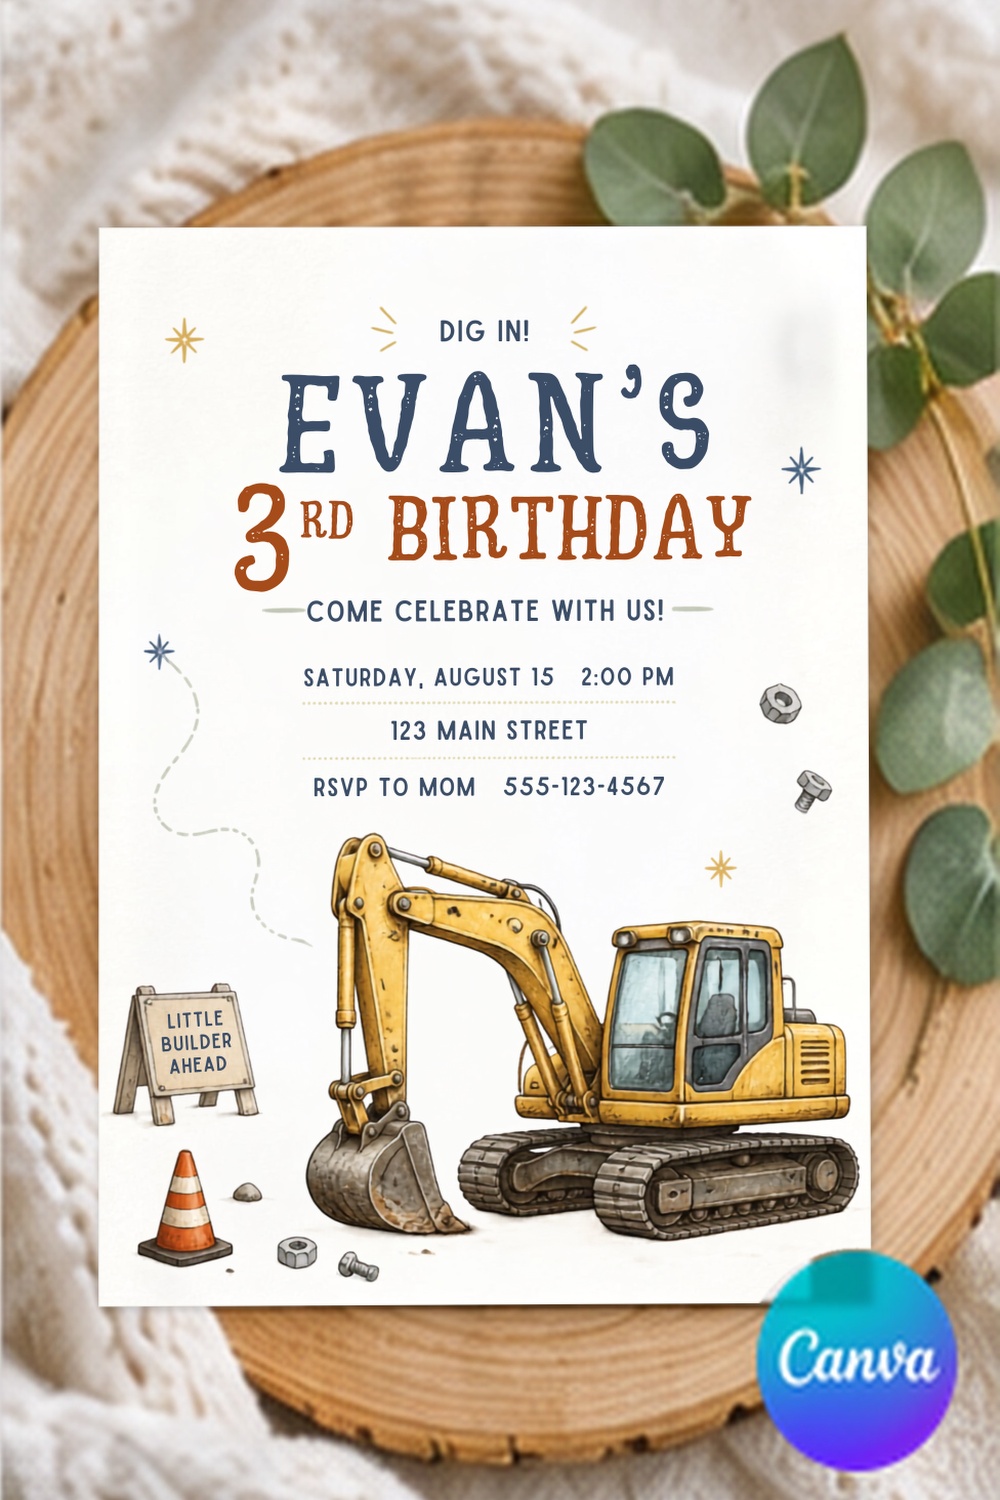 DIG IN!
EVAN'S
3RD BIRTHDAY
COME CELEBRATE WITH US!
SATURDAY, AUGUST 15 2:00 PM
123 MAIN STREET
RSVP TO MOM 555-123-4567
LITTLE
BUILDER
AHEAD
Canva